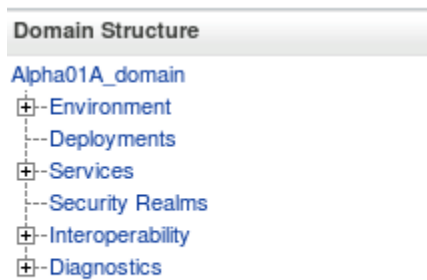 Domain Structure
Alpha01A_domain
Environment
Deployments
Services
Security Realms
Interoperability
Diagnostics